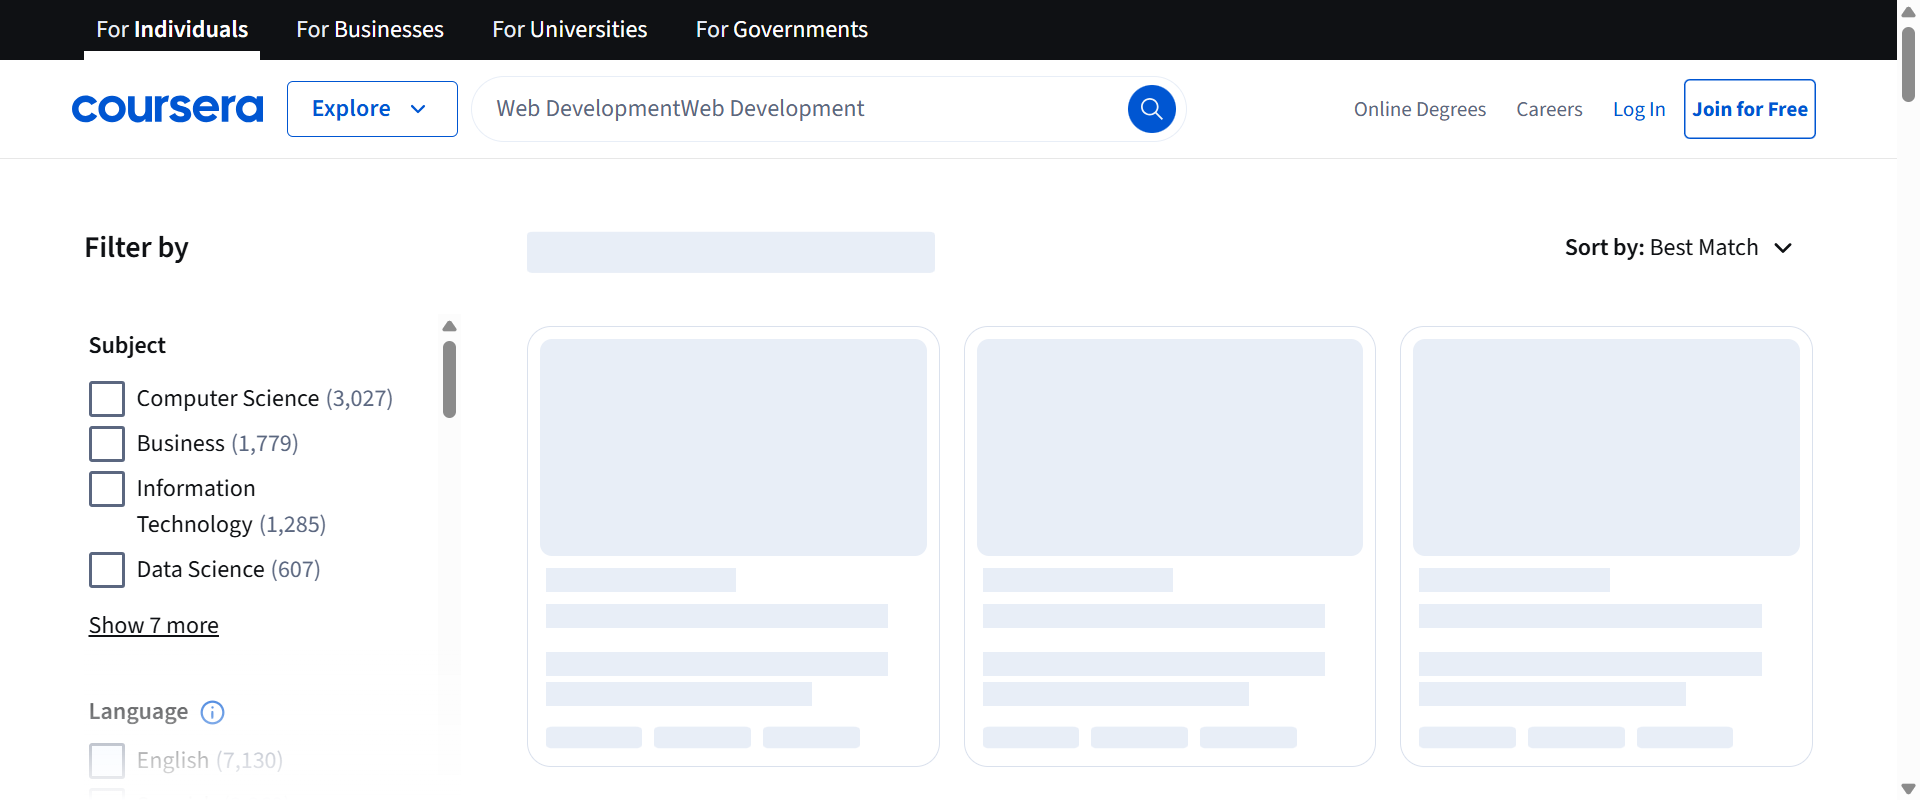 For Individuals For Businesses For Universities For Governments
coursera Explore Web DevelopmentWeb Development Online Degrees Careers Log In Join for Free
Filter by
Sort by: Best Match
Subject
Computer Science (3,027)
Business (1,779)
Information
Technology (1,285)
Data Science (607)
Show 7 more
Language
English (7,130)